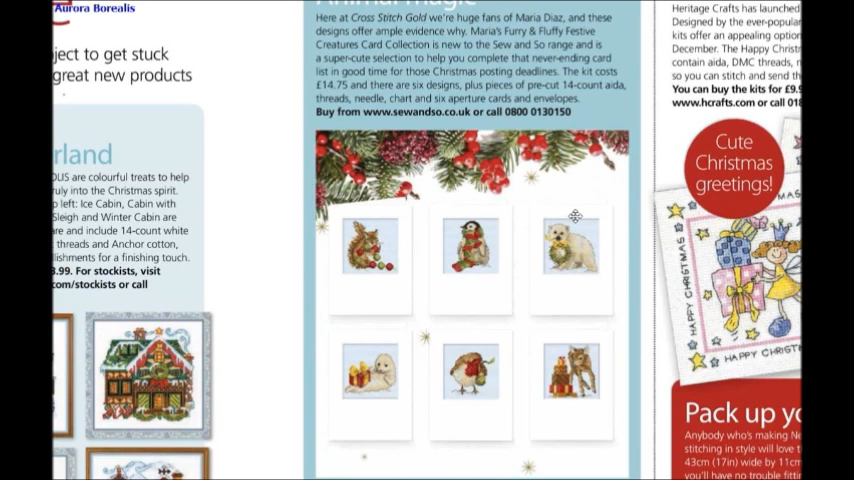 Aurora Borealis
ject to get stuck
great new products
rland
OLIS are colourful treats to help
uly into the Christmas spirit.
p left: Ice Cabin, Cabin with
Sleigh and Winter Cabin are
re and include 14-count white
threads and Anchor cotton,
lishments for a finishing touch.
3.99. For stockists, visit
com/stockists or call
Animal magic
Here at Cross Stitch Gold we're huge fans of Maria Diaz, and these
designs offer ample evidence why. Maria's Furry & Fluffy Festive
Creatures Card Collection is new to the Sew and So range and is
a super-cute selection to help you complete that never-ending card
list in good time for those Christmas posting deadlines. The kit costs
£14.75 and there are six designs, plus pieces of pre-cut 14-count aida,
threads, needle, chart and six aperture cards and envelopes.
Buy from www.sewandso.co.uk or call 0800 0130150
Heritage Crafts has launched
Designed by the ever-popular
kits offer an appealing option
December. The Happy Christ
contain aida, DMC threads, n
so you can stitch and send th
You can buy the kits for £9.9
www.hcrafts.com or call 018
Cute
Christmas
greetings!
MAS
HAPPY CHRISTMAS
HAPPY CHRISTM
Pack up yo
Anybody who's making Ne
stitching in style will love t
43cm (17in) wide by 11cm
you'll have no trouble fittin